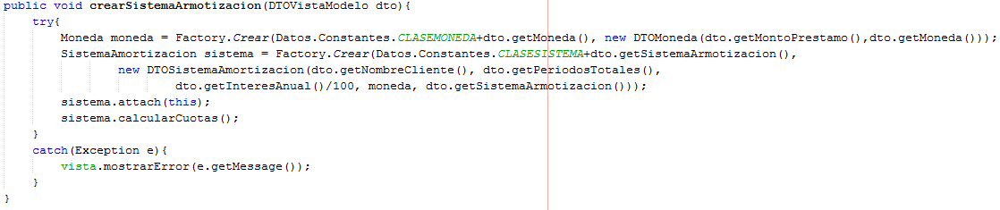 public void crearSistemaArmotizacion(DTOVistaModelo dto){
try{
Moneda moneda = Factory.Crear(Datos.Constantes.CLASEMONEDA+dto.getMoneda(), new DTOMoneda(dto.getMontoPrestamo(),dto.getMoneda()));
SistemaAmortizacion sistema = Factory.Crear(Datos.Constantes.CLASESISTEMA+dto.getSistemaArmotizacion(),
new DTOSistemaAmortizacion(dto.getNombreCliente(), dto.getPeriodosTotales(),
dto.getInteresAnual()/100, moneda, dto.getSistemaArmotizacion()));
sistema.attach(this);
sistema.calcularCuotas();
}
catch(Exception e){
vista.mostrarError(e.getMessage());
}
}